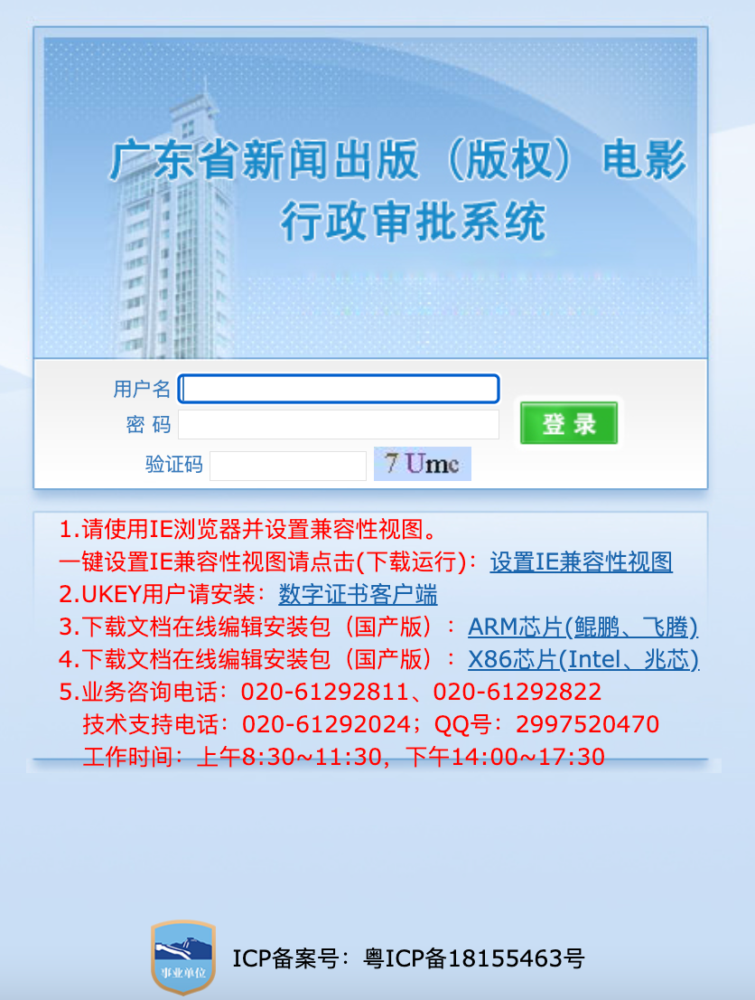 广东省新闻出版（版权）电影
行政审批系统
用户名
密 码
登 录
验证码
7 Umc
1.请使用IE浏览器并设置兼容性视图。
一键设置IE兼容性视图请点击(下载运行)：设置IE兼容性视图
2.UKEY用户请安装：数字证书客户端
3.下载文档在线编辑安装包（国产版）：ARM芯片(鲲鹏、飞腾)
4.下载文档在线编辑安装包（国产版）：X86芯片(Intel、兆芯)
5.业务咨询电话：020-61292811、020-61292822
技术支持电话：020-61292024；QQ号：2997520470
工作时间：上午8:30~11:30，下午14:00~17:30
事业单位
ICP备案号：粤ICP备18155463号